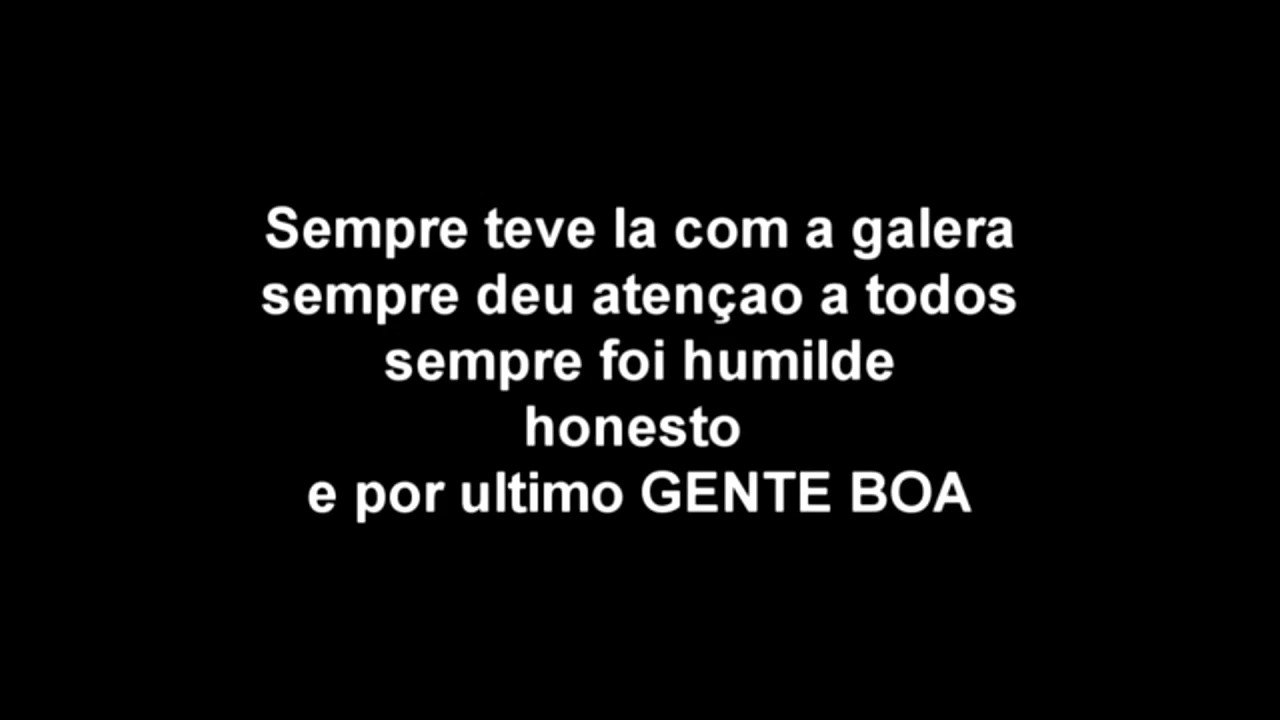 Sempre teve la com a galera
sempre deu atençao a todos
sempre foi humilde
honesto
e por ultimo GENTE BOA